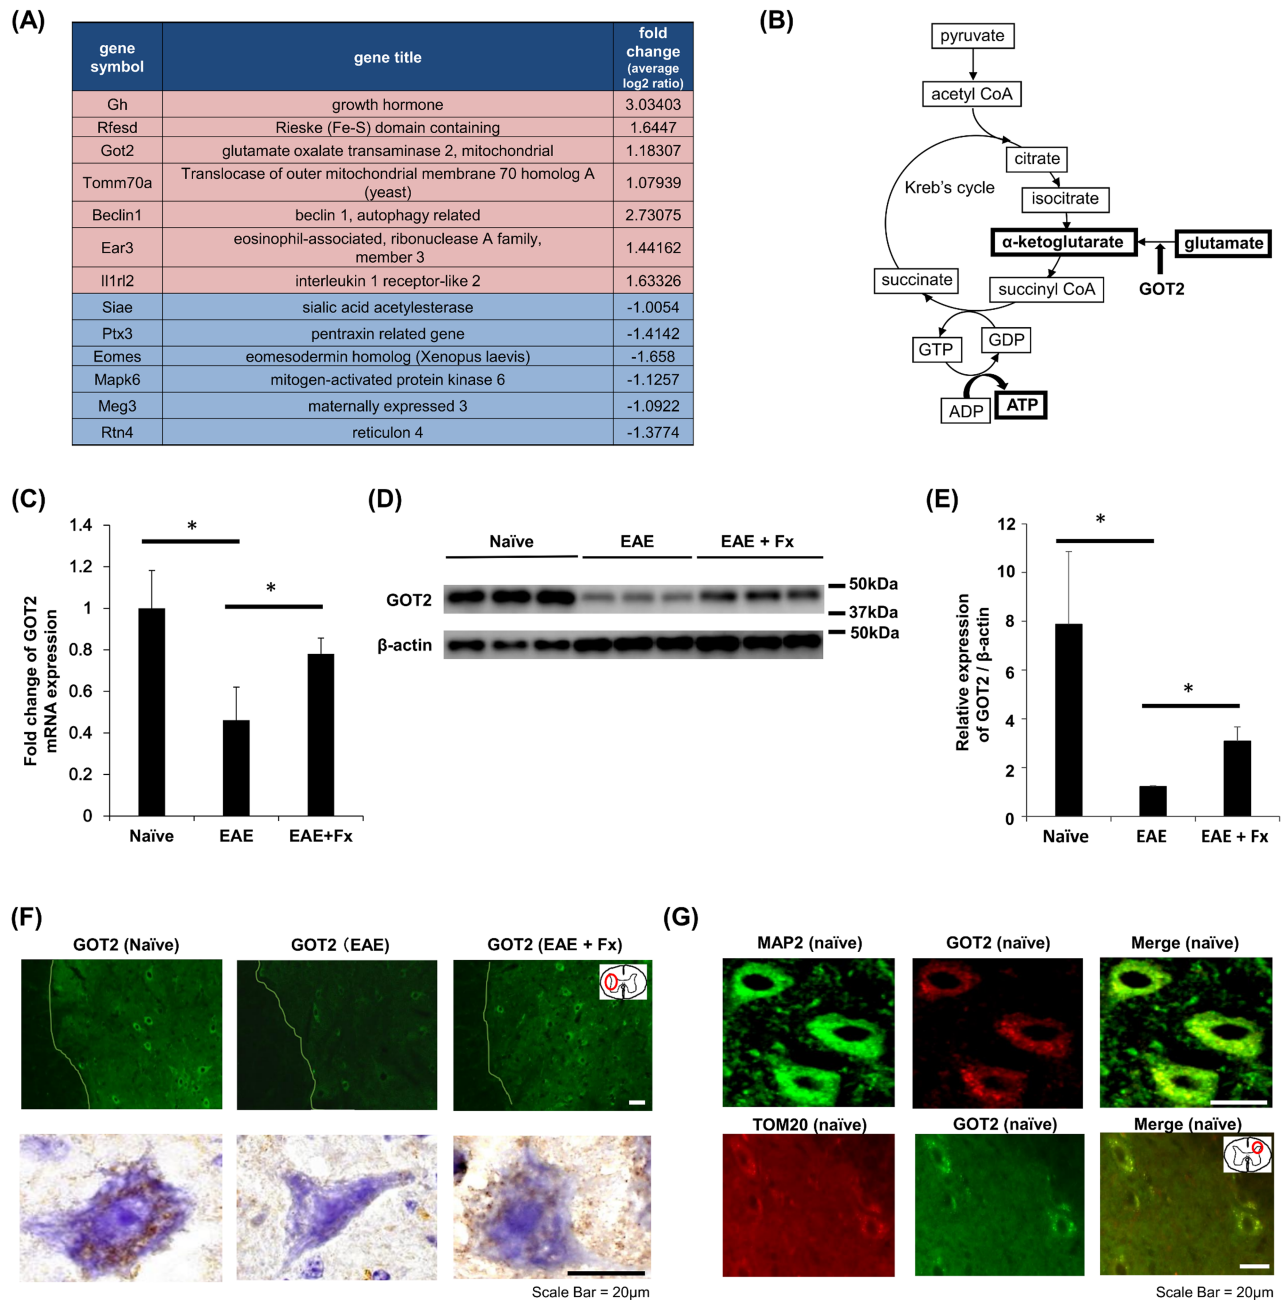 (A)
gene symbol	gene title	fold change (average log2 ratio)
Gh	growth hormone	3.03403
Rfesd	Rieske (Fe-S) domain containing	1.6447
Got2	glutamate oxalate transaminase 2, mitochondrial	1.18307
Tomm70a	Translocase of outer mitochondrial membrane 70 homolog A (yeast)	1.07939
Beclin1	beclin 1, autophagy related	2.73075
Ear3	eosinophil-associated, ribonuclease A family, member 3	1.44162
Il1rl2	interleukin 1 receptor-like 2	1.63326
Siae	sialic acid acetylesterase	-1.0054
Ptx3	pentraxin related gene	-1.4142
Eomes	eomesodermin homolog (Xenopus laevis)	-1.658
Mapk6	mitogen-activated protein kinase 6	-1.1257
Meg3	maternally expressed 3	-1.0922
Rtn4	reticulon 4	-1.3774
(B)
pyruvate
acetyl CoA
citrate
Kreb's cycle
isocitrate
α-ketoglutarate
glutamate
GOT2
succinate
succinyl CoA
GTP
GDP
ADP
ATP
(C)
Fold change of GOT2
mRNA expression
1.4
1.2
1
0.8
0.6
0.4
0.2
0
*
*
Naïve
EAE
EAE+Fx
(D)
Naïve
EAE
EAE + Fx
GOT2
β-actin
50kDa
37kDa
50kDa
(E)
Relative expression
of GOT2 / β-actin
12
10
8
6
4
2
0
*
*
Naïve
EAE
EAE + Fx
(F)
GOT2 (Naïve)
GOT2 (EAE)
GOT2 (EAE + Fx)
Scale Bar = 20μm
(G)
MAP2 (naïve)
GOT2 (naïve)
Merge (naïve)
TOM20 (naïve)
GOT2 (naïve)
Merge (naïve)
Scale Bar = 20μm